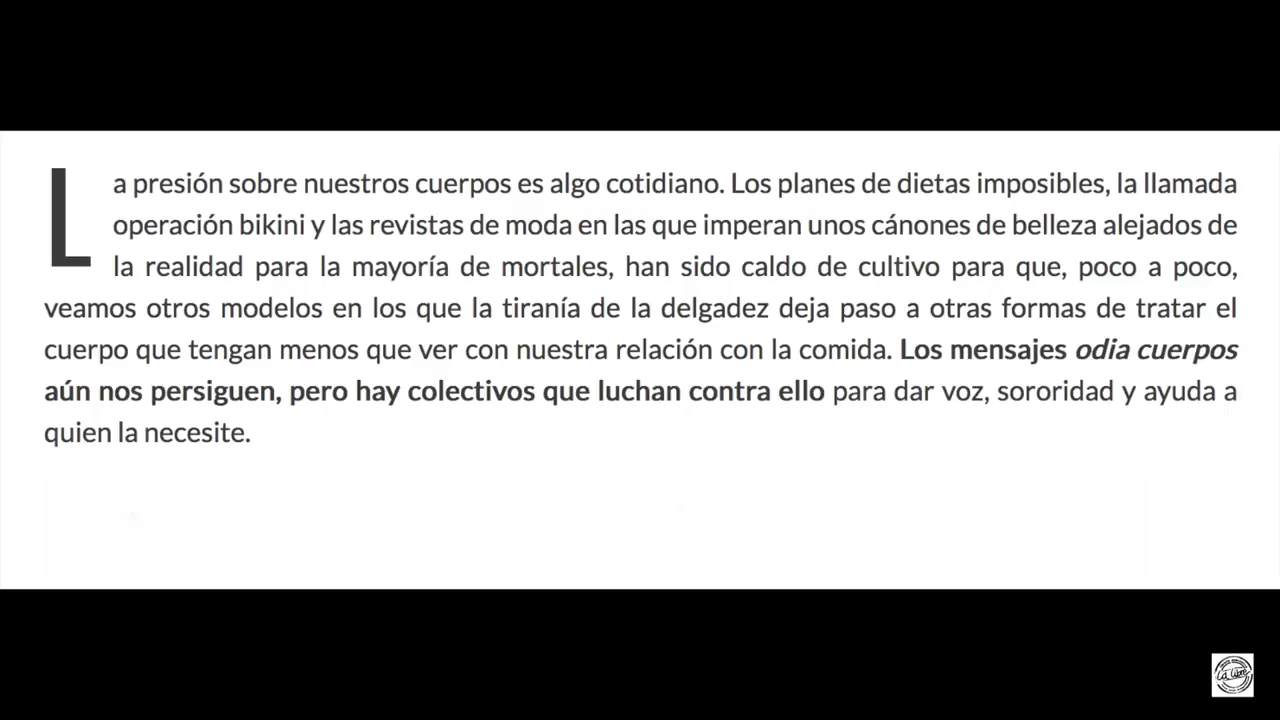 La presión sobre nuestros cuerpos es algo cotidiano. Los planes de dietas imposibles, la llamada
operación bikini y las revistas de moda en las que imperan unos cánones de belleza alejados de
la realidad para la mayoría de mortales, han sido caldo de cultivo para que, poco a poco,
veamos otros modelos en los que la tiranía de la delgadez deja paso a otras formas de tratar el
cuerpo que tengan menos que ver con nuestra relación con la comida. Los mensajes odia cuerpos
aún nos persiguen, pero hay colectivos que luchan contra ello para dar voz, sororidad y ayuda a
quien la necesite.
La Libre